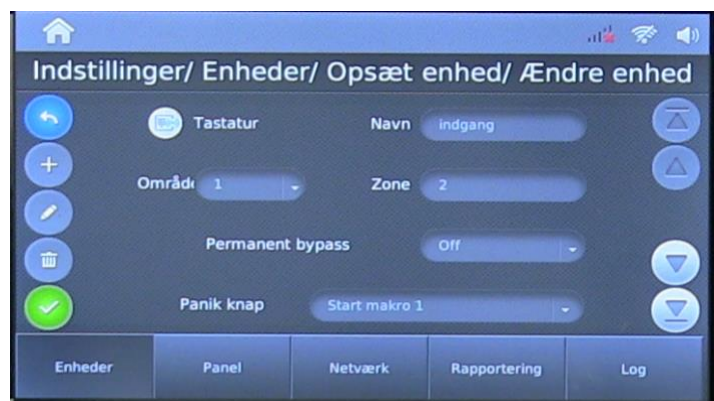 Indstillinger/ Enheder/ Opsæt enhed/ Ændre enhed
Tastatur Navn indgang
Område 1 Zone 2
Permanent bypass Off
Panik knap Start makro 1
Enheder Panel Netværk Rapportering Log